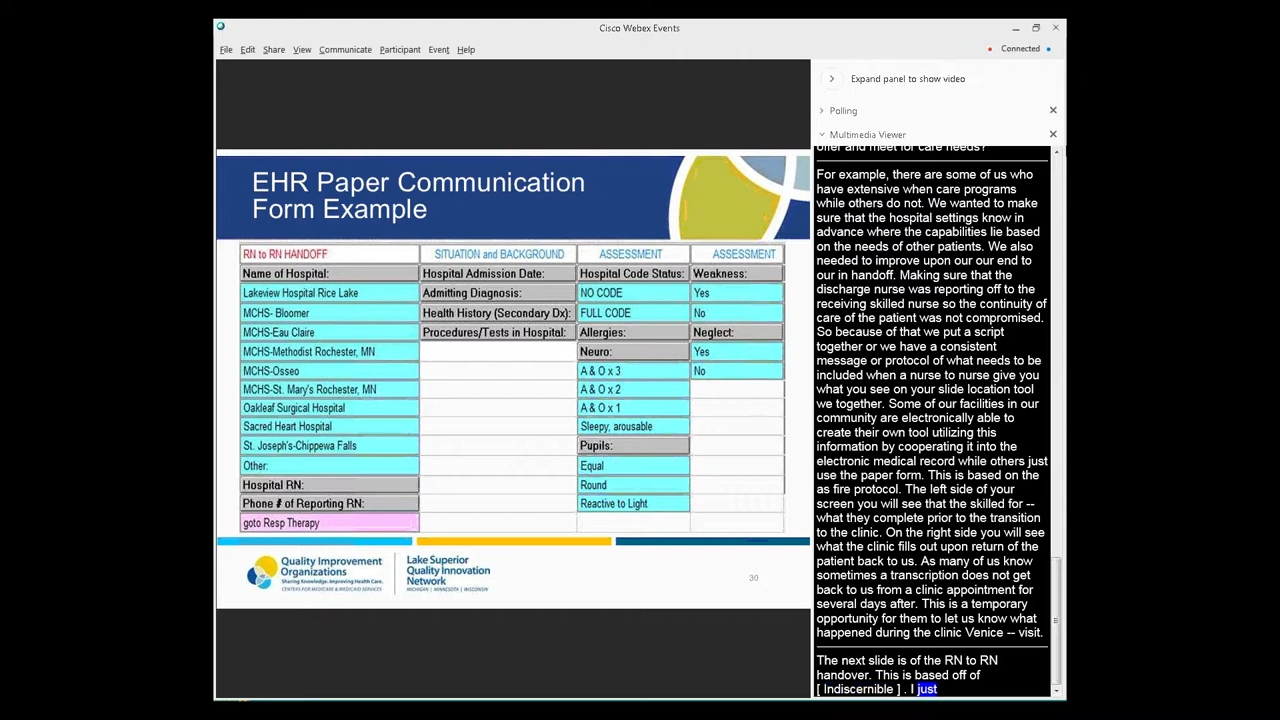 Cisco Webex Events
File Edit Share View Communicate Participant Event Help
Connected
Expand panel to show video
Polling
Multimedia Viewer
EHR Paper Communication
Form Example
RN to RN HANDOFF SITUATION and BACKGROUND ASSESSMENT ASSESSMENT
Name of Hospital: Hospital Admission Date: Hospital Code Status: Weakness:
Lakeview Hospital Rice Lake Admitting Diagnosis: NO CODE Yes
MCHS- Bloomer Health History (Secondary Dx): FULL CODE No
MCHS-Eau Claire Procedures/Tests in Hospital: Allergies: Neglect:
MCHS-Methodist Rochester, MN Neuro: Yes
MCHS-Osseo A & O x 3 No
MCHS-St. Mary's Rochester, MN A & O x 2
Oakleaf Surgical Hospital A & O x 1
Sacred Heart Hospital Sleepy, arousable
St. Joseph's-Chippewa Falls Pupils:
Other: Equal
Hospital RN: Round
Phone # of Reporting RN: Reactive to Light
goto Resp Therapy
Quality Improvement
Organizations
Sharing Knowledge. Improving Health Care.
CENTERS FOR MEDICARE & MEDICAID SERVICES
Lake Superior
Quality Innovation
Network
MICHIGAN | MINNESOTA | WISCONSIN
30
offer and meet for care needs?
For example, there are some of us who
have extensive when care programs
while others do not. We wanted to make
sure that the hospital settings know in
advance where the capabilities lie based
on the needs of other patients. We also
needed to improve upon our our end to
our in handoff. Making sure that the
discharge nurse was reporting off to the
receiving skilled nurse so the continuity of
care of the patient was not compromised.
So because of that we put a script
together or we have a consistent
message or protocol of what needs to be
included when a nurse to nurse give you
what you see on your slide location tool
we together. Some of our facilities in our
community are electronically able to
create their own tool utilizing this
information by cooperating it into the
electronic medical record while others just
use the paper form. This is based on the
as fire protocol. The left side of your
screen you will see that the skilled for --
what they complete prior to the transition
to the clinic. On the right side you will see
what the clinic fills out upon return of the
patient back to us. As many of us know
sometimes a transcription does not get
back to us from a clinic appointment for
several days after. This is a temporary
opportunity for them to let us know what
happened during the clinic Venice -- visit.
The next slide is of the RN to RN
handover. This is based off of
[ Indiscernible ] . I just